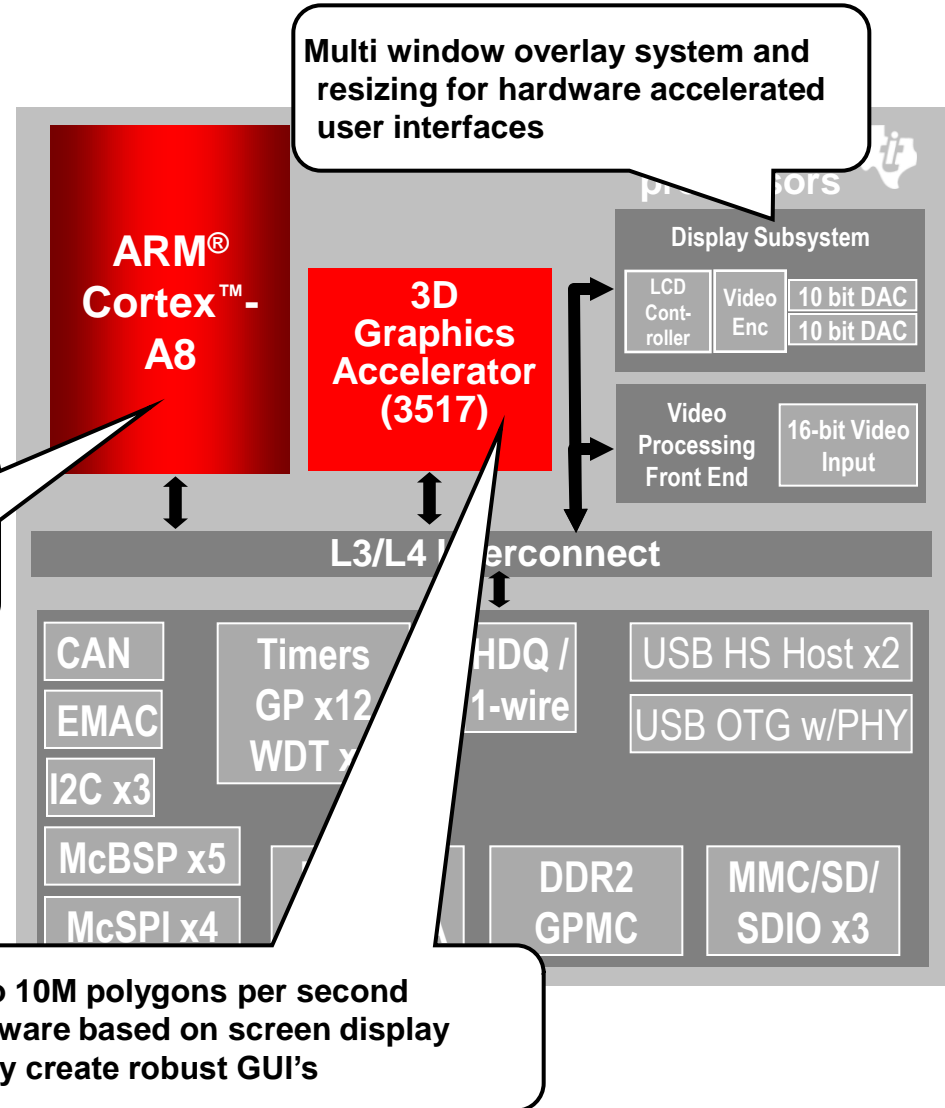 Multi window overlay system and
resizing for hardware accelerated
user interfaces
ti
ARM®
Cortex™-
A8
3D
Graphics
Accelerator
(3517)
Display Subsystem
LCD
Cont-
roller
Video
Enc
10 bit DAC
10 bit DAC
Video
Processing
Front End
16-bit Video
Input
L3/L4
CAN
EMAC
I2C x3
McBSP x5
McSPI x4
Timers
GP x12
WDT
HDQ /
1-wire
USB HS Host x2
USB OTG w/PHY
DDR2
GPMC
MMC/SD/
SDIO x3
10M polygons per second
based on screen display
create robust GUI's